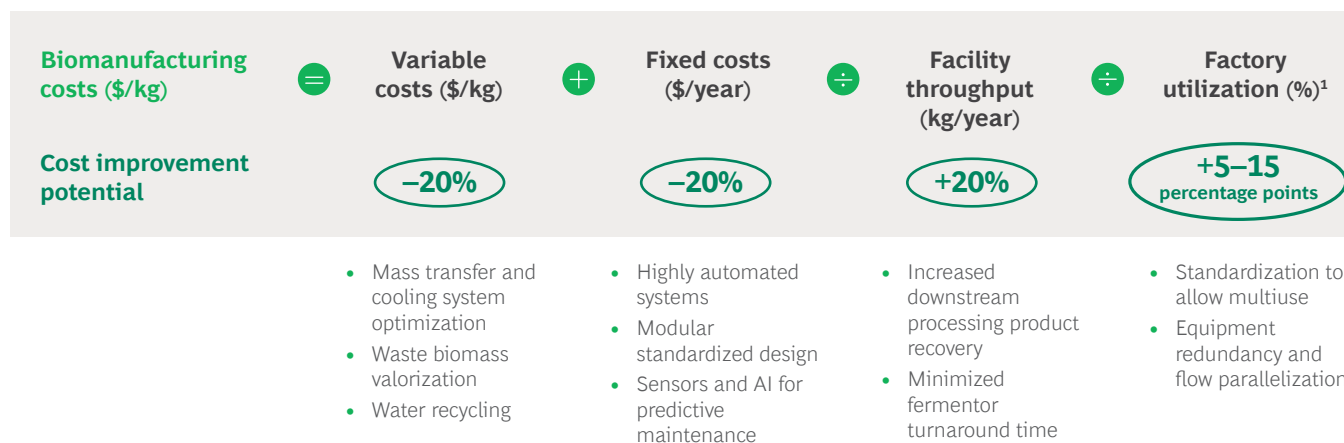 Biomanufacturing
costs ($/kg)
=
Variable
costs ($/kg)
+
Fixed costs
($/year)
÷
Facility
throughput
(kg/year)
÷
Factory
utilization (%)¹
Cost improvement
potential
–20%
–20%
+20%
+5–15
percentage points
• Mass transfer and
cooling system
optimization
• Waste biomass
valorization
• Water recycling
• Highly automated
systems
• Modular
standardized design
• Sensors and AI for
predictive
maintenance
• Increased
downstream
processing product
recovery
• Minimized
fermentor
turnaround time
• Standardization to
allow multiuse
• Equipment
redundancy and
flow parallelization